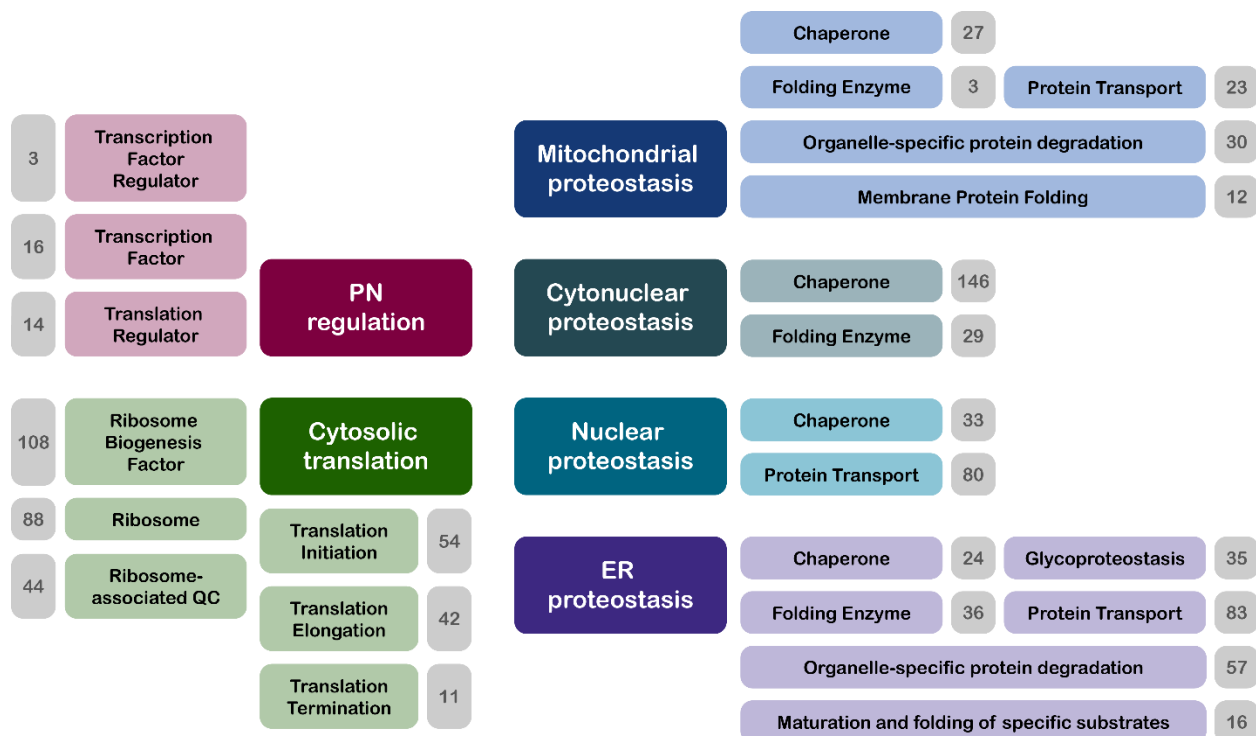 3
Transcription
Factor
Regulator
16
Transcription
Factor
14
Translation
Regulator
PN
regulation
108
Ribosome
Biogenesis
Factor
88
Ribosome
44
Ribosome-
associated QC
Cytosolic
translation
Translation
Initiation
54
Translation
Elongation
42
Translation
Termination
11
Mitochondrial
proteostasis
Chaperone
27
Folding Enzyme
3
Protein Transport
23
Organelle-specific protein degradation
30
Membrane Protein Folding
12
Cytonuclear
proteostasis
Chaperone
146
Folding Enzyme
29
Nuclear
proteostasis
Chaperone
33
Protein Transport
80
ER
proteostasis
Chaperone
24
Glycoproteostasis
35
Folding Enzyme
36
Protein Transport
83
Organelle-specific protein degradation
57
Maturation and folding of specific substrates
16